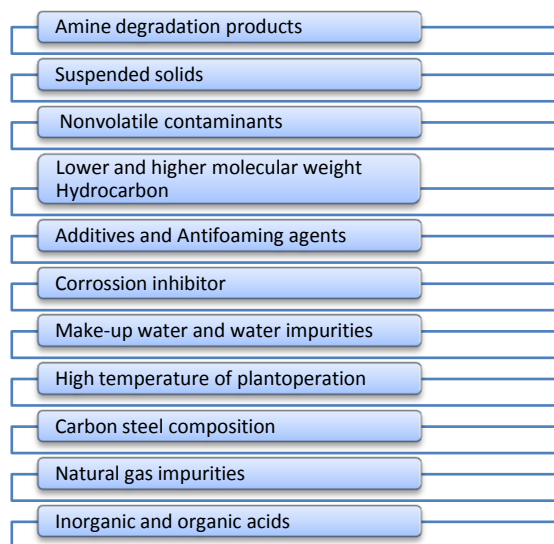 Amine degradation products
Suspended solids
Nonvolatile contaminants
Lower and higher molecular weight
Hydrocarbon
Additives and Antifoaming agents
Corrossion inhibitor
Make-up water and water impurities
High temperature of plantoperation
Carbon steel composition
Natural gas impurities
Inorganic and organic acids